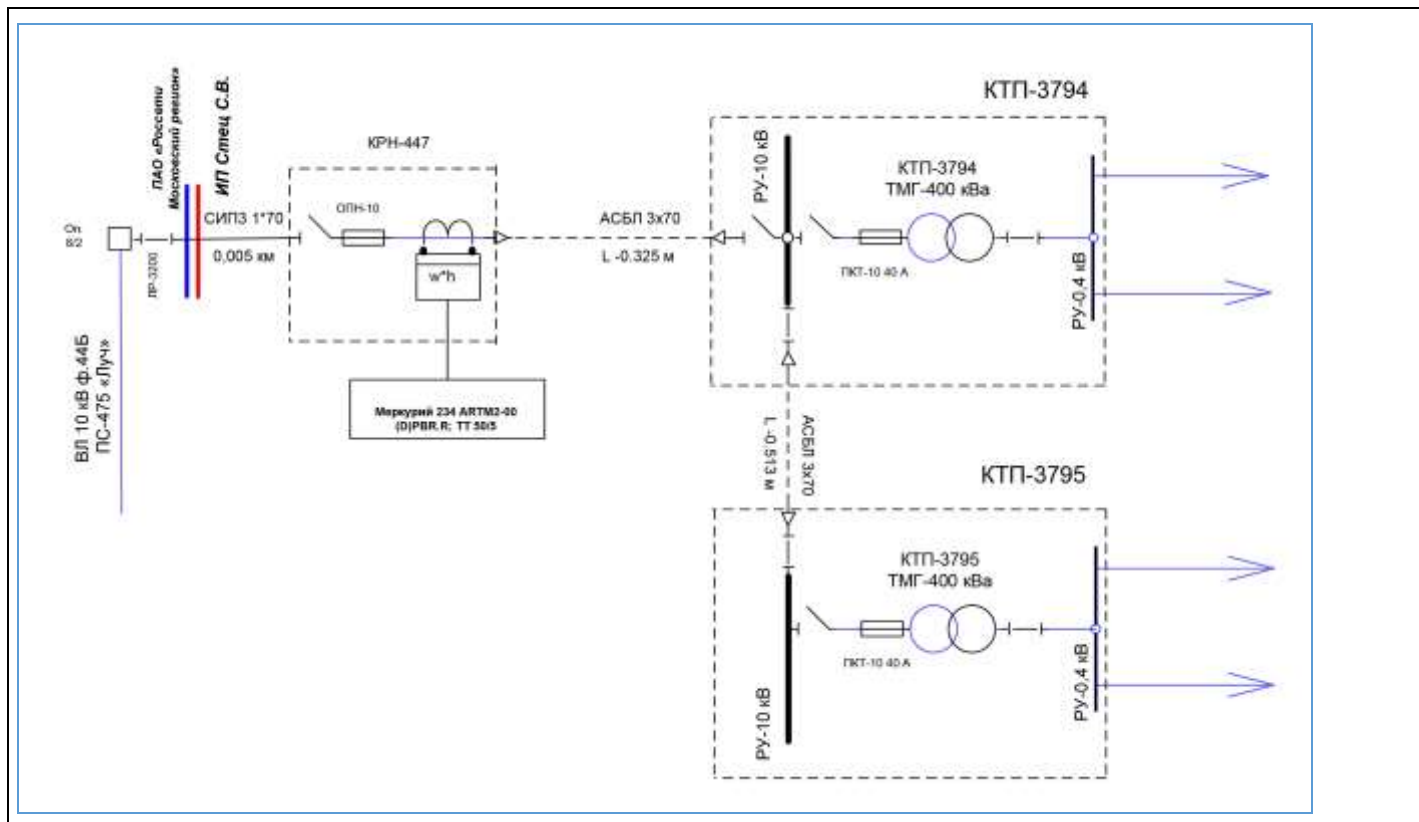 ПАО «Россети
Московский регион»
ИП Стец С.В.
Оп
8/2
ЛР-3200
ВЛ 10 кВ ф.44Б
ПС-475 «Луч»
СИПЗ 1*70
0,005 км
КРН-447
ОПН-10
w*h
Меркурий 234 ARTM2-00
(D)PBR.R; ТТ 50/5
АСБЛ 3х70
L -0.325 м
КТП-3794
РУ-10 кВ
КТП-3794
ТМГ-400 кВа
ПКТ-10 40 А
РУ-0,4 кВ
АСБЛ 3х70
L -0.513 м
КТП-3795
КТП-3795
ТМГ-400 кВа
ПКТ-10 40 А
РУ-10 кВ
РУ-0,4 кВ